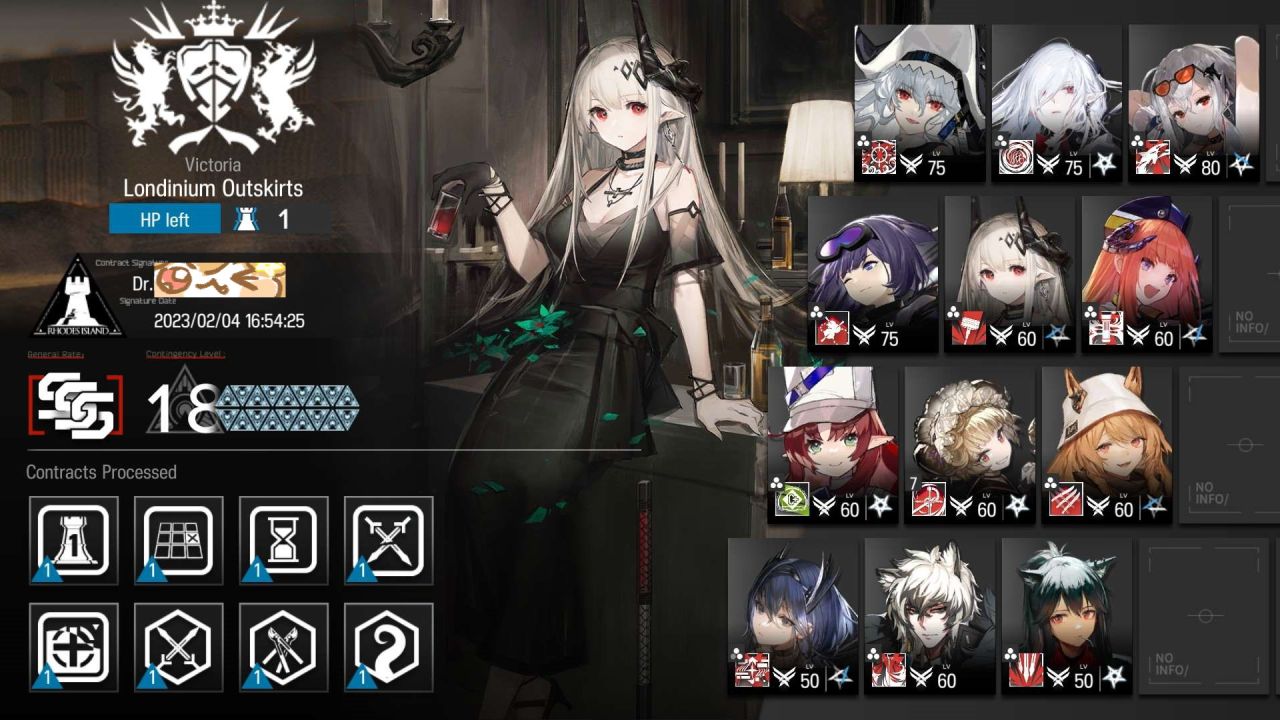 Victoria
Londinium Outskirts
HP left 1
Contract Signature
Dr.
Signature Date
RHODES ISLAND
2023/02/04 16:54:25
General Rate:
Contingency Level:
18
Contracts Processed
1
1
1
1
1
1
1
1
1
LV 75
LV 75
LV 80
LV 75
LV 60
LV 60
NO INFO/
LV 60
7 LV 60
LV 60
NO INFO/
LV 50
LV 60
LV 50
NO INFO/